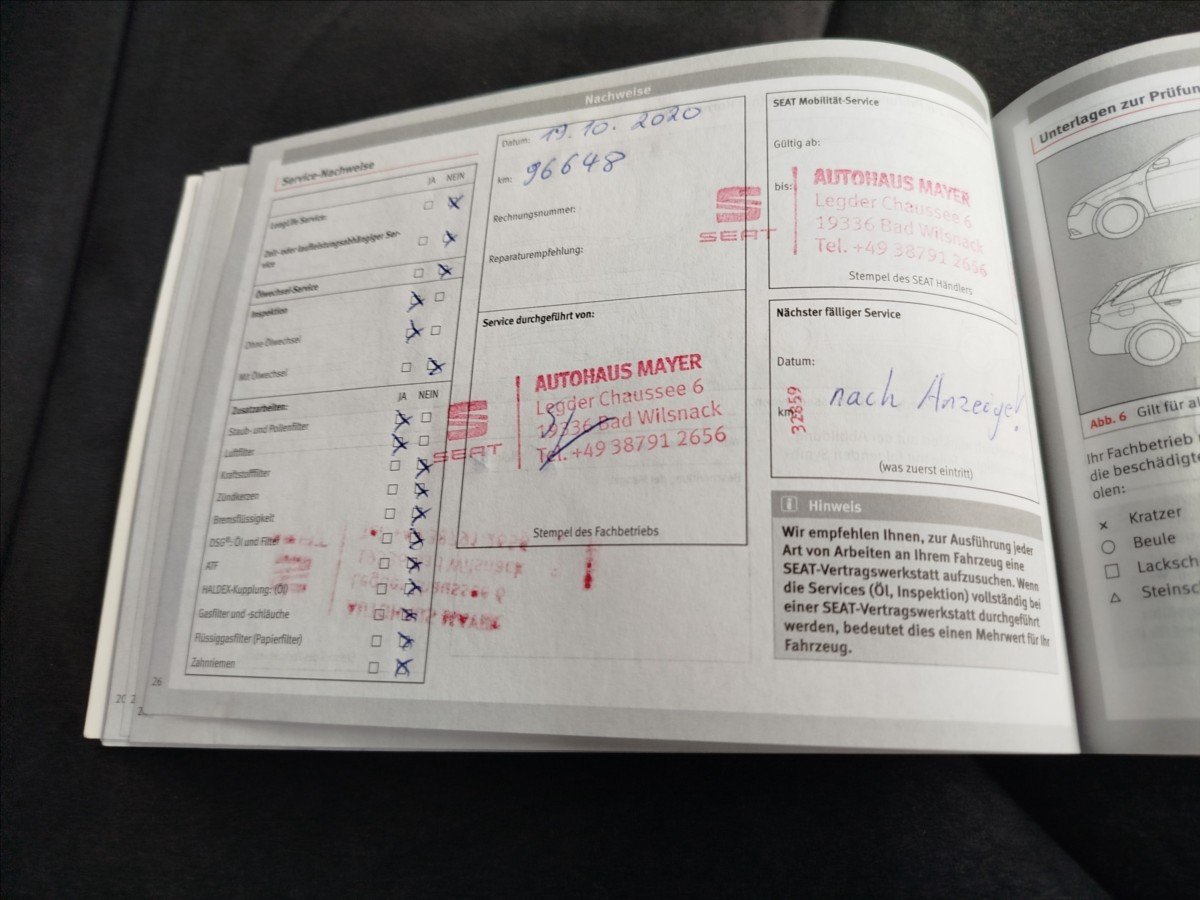 Nachweise
Service-Nachweise
JA NEIN
LongLife Service:
Zeit- oder laufleistungsabhängiger Ser-
vice
Ölwechsel-Service
Inspektion
Ohne Ölwechsel
Mit Ölwechsel
Zusatzarbeiten:
JA NEIN
Staub- und Pollenfilter
Luftfilter
Kraftstofffilter
Zündkerzen
Bremsflüssigkeit
DSG®-Öl und Filter
ATF
HALDEX-Kupplung: (Öl)
Gasfilter und -schläuche
Flüssiggasfilter (Papierfilter)
Zahnriemen
26
Datum: 19.10.2020
km: 96648
Rechnungsnummer:
Reparaturempfehlung:
Service durchgeführt von:
SEAT
AUTOHAUS MAYER
Legder Chaussee 6
19336 Bad Wilsnack
Tel. +49 38791 2656
Stempel des Fachbetriebs
SEAT Mobilität-Service
Gültig ab:
bis:
SEAT
AUTOHAUS MAYER
Legder Chaussee 6
19336 Bad Wilsnack
Tel. +49 38791 2656
Stempel des SEAT Händlers
Nächster fälliger Service
Datum:
nach Anzeige!
km:
32859
(was zuerst eintritt)
i Hinweis
Wir empfehlen Ihnen, zur Ausführung jeder
Art von Arbeiten an Ihrem Fahrzeug eine
SEAT-Vertragswerkstatt aufzusuchen. Wenn
die Services (Öl, Inspektion) vollständig bei
einer SEAT-Vertragswerkstatt durchgeführt
werden, bedeutet dies einen Mehrwert für Ihr
Fahrzeug.
Unterlagen zur Prüfun
Abb. 6 Gilt für al
Ihr Fachbetrieb
die beschädigte
olen:
Kratzer
Beule
Lacksch
Steinsc